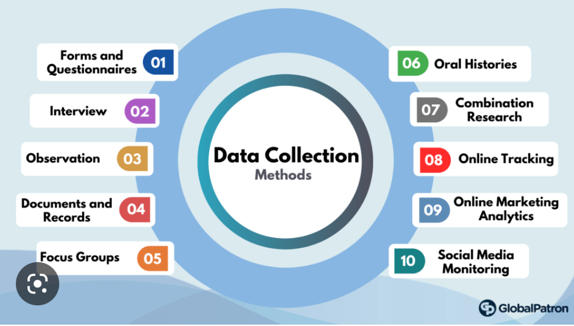 Data Collection
Methods
Forms and
Questionnaires
01
Interview
02
Observation
03
Documents and
Records
04
Focus Groups
05
06
Oral Histories
07
Combination
Research
08
Online Tracking
09
Online Marketing
Analytics
10
Social Media
Monitoring
GlobalPatron